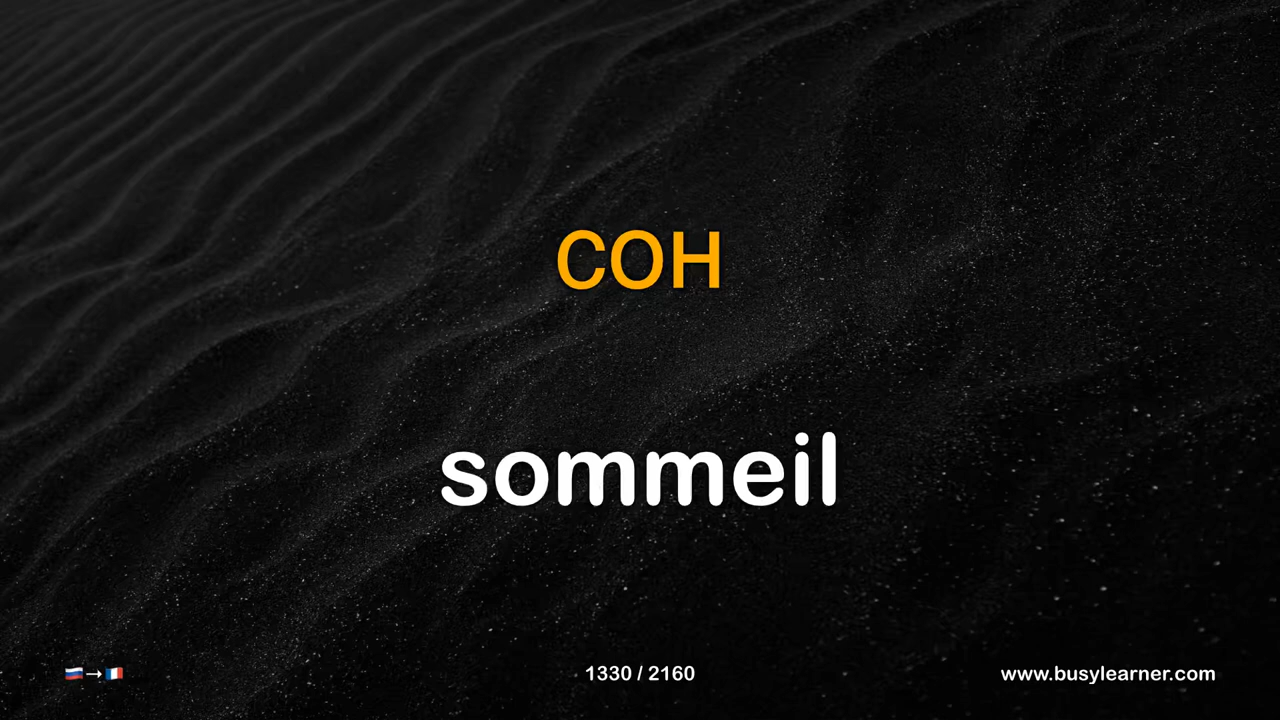 сон
sommeil
🇷🇺→🇫🇷
1330 / 2160
www.busylearner.com